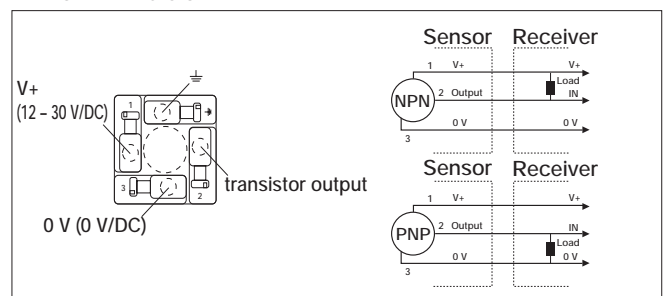 V+
(12 – 30 V/DC)
1
3
2
transistor output
0 V (0 V/DC)
Sensor Receiver
1 V+ V+
Load
NPN 2 Output IN
0 V 0 V
3
Sensor Receiver
1 V+ V+
PNP 2 Output IN
Load
0 V 0 V
3